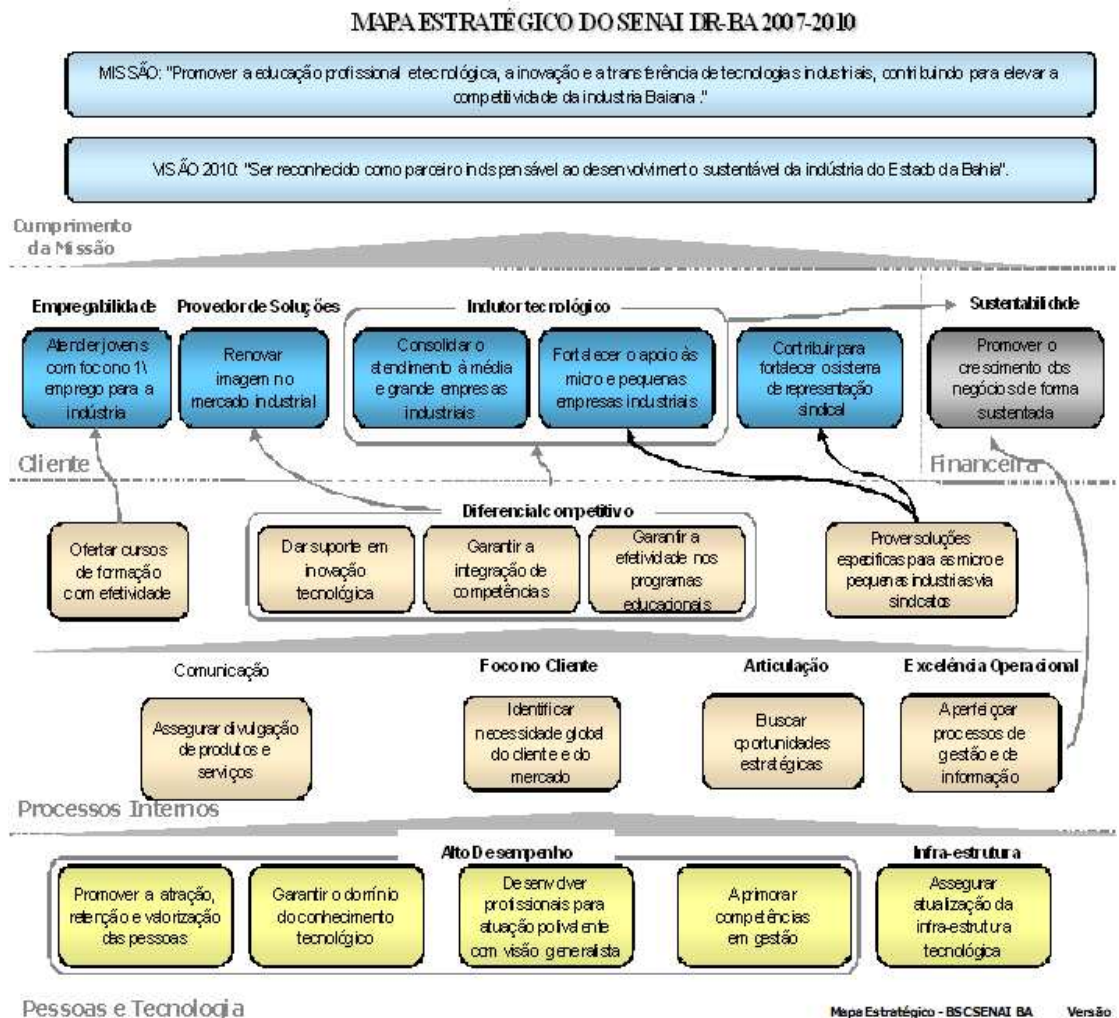 MAPA ESTRATÉGICO DO SENAI DR-BA 2007-2010
MISSÃO: "Promover a educação profissional e tecnológica, a inovação e a transferência de tecnologias industriais, contribuindo para elevar a
competitividade da industria Baiana."
VISÃO 2010: "Ser reconhecido como parceiro indispensável ao desenvolvimento sustentável da indústria do Estado da Bahia".
Cumprimento
da Missão
Empregabilidade
Provedor de Soluções
Indutor tecnológico
Sustentabilidade
Atender jovens
com foco no 1\
emprego para a
indústria
Renovar
imagem no
mercado industrial
Consolidar o
atendimento à média
e grande empresas
industriais
Fortalecer o apoio às
micro e pequenas
empresas industriais
Contribuir para
fortalecer o sistema
de representação
sindical
Promover o
crescimento dos
negócios de forma
sustentada
Cliente
Financeira
Diferencial competitivo
Ofertar cursos
de formação
com efetividade
Dar suporte em
inovação
tecnológica
Garantir a
integração de
competências
Garantir a
efetividade nos
programas
educacionais
Prover soluções
especificas para as micro e
pequenas industrias via
sindicatos
Comunicação
Foco no Cliente
Articulação
Excelência Operacional
Assegurar divulgação
de produtos e
serviços
Identificar
necessidade global
do cliente e do
mercado
Buscar
oportunidades
estratégicas
Aperfeiçoar
processos de
gestão e de
informação
Processos Internos
Alto Desempenho
Infra-estrutura
Promover a atração,
retenção e valorização
das pessoas
Garantir o domínio
do conhecimento
tecnológico
Desenvolver
profissionais para
atuação polivalente
com visão generalista
Aprimorar
competências
em gestão
Assegurar
atualização da
infra-estrutura
tecnológica
Pessoas e Tecnologia
Mapa Estratégico - BSC SENAI BA Versão